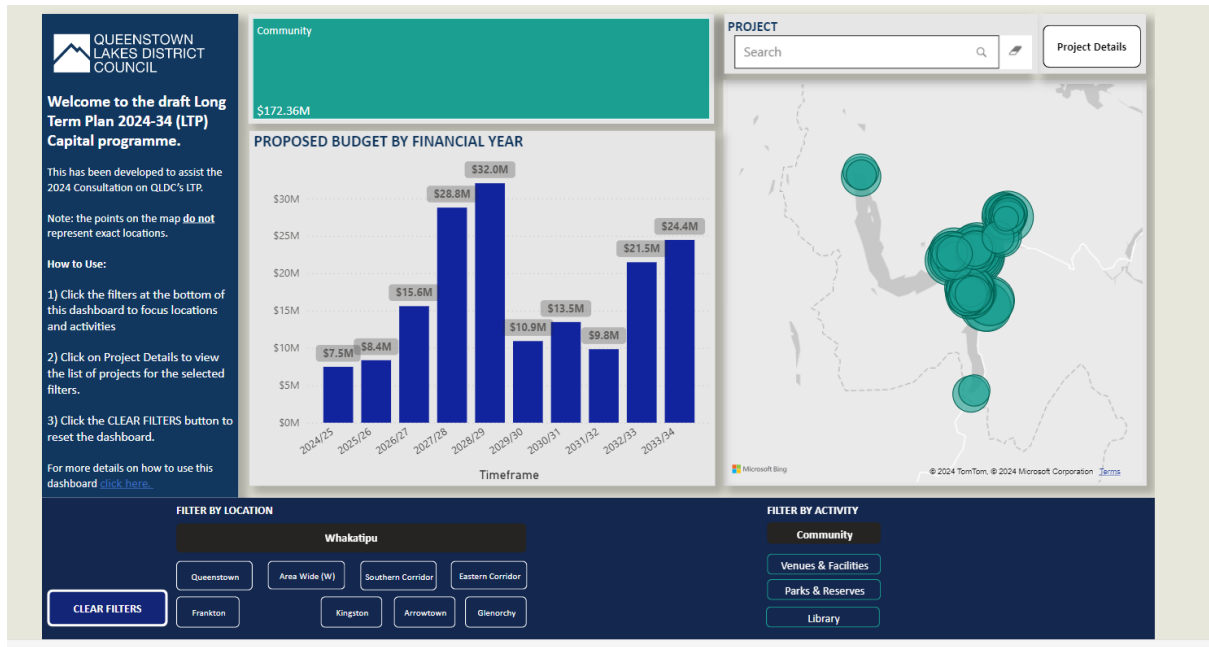 QUEENSTOWN
LAKES DISTRICT
COUNCIL
Welcome to the draft Long
Term Plan 2024-34 (LTP)
Capital programme.
This has been developed to assist the
2024 Consultation on QLDC's LTP.
Note: the points on the map do not
represent exact locations.
How to Use:
1) Click the filters at the bottom of
this dashboard to focus locations
and activities
2) Click on Project Details to view
the list of projects for the selected
filters.
3) Click the CLEAR FILTERS button to
reset the dashboard.
For more details on how to use this
dashboard click here.
Community
$172.36M
PROPOSED BUDGET BY FINANCIAL YEAR
$30M
$25M
$20M
$15M
$10M
$5M
$0M
$7.5M
$8.4M
$15.6M
$28.8M
$32.0M
$10.9M
$13.5M
$9.8M
$21.5M
$24.4M
2024/25
2025/26
2026/27
2027/28
2028/29
2029/30
2030/31
2031/32
2032/33
2033/34
Timeframe
PROJECT
Search
Project Details
Microsoft Bing
© 2024 TomTom, © 2024 Microsoft Corporation Terms
FILTER BY LOCATION
Whakatipu
Queenstown
Area Wide (W)
Southern Corridor
Eastern Corridor
Frankton
Kingston
Arrowtown
Glenorchy
CLEAR FILTERS
FILTER BY ACTIVITY
Community
Venues & Facilities
Parks & Reserves
Library